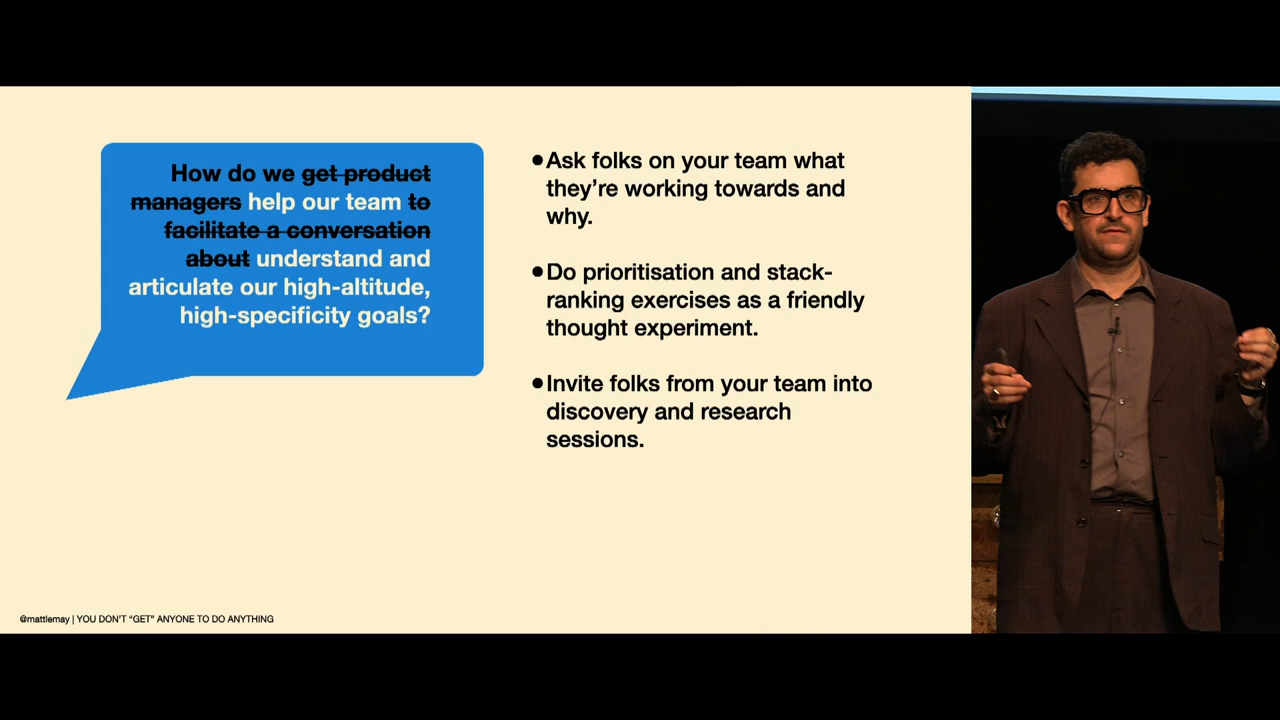 How do we get product
managers help our team to
facilitate a conversation
about understand and
articulate our high-altitude,
high-specificity goals?
•Ask folks on your team what
they’re working towards and
why.
•Do prioritisation and stack-
ranking exercises as a friendly
thought experiment.
•Invite folks from your team into
discovery and research
sessions.
@mattlemay | YOU DON'T “GET” ANYONE TO DO ANYTHING